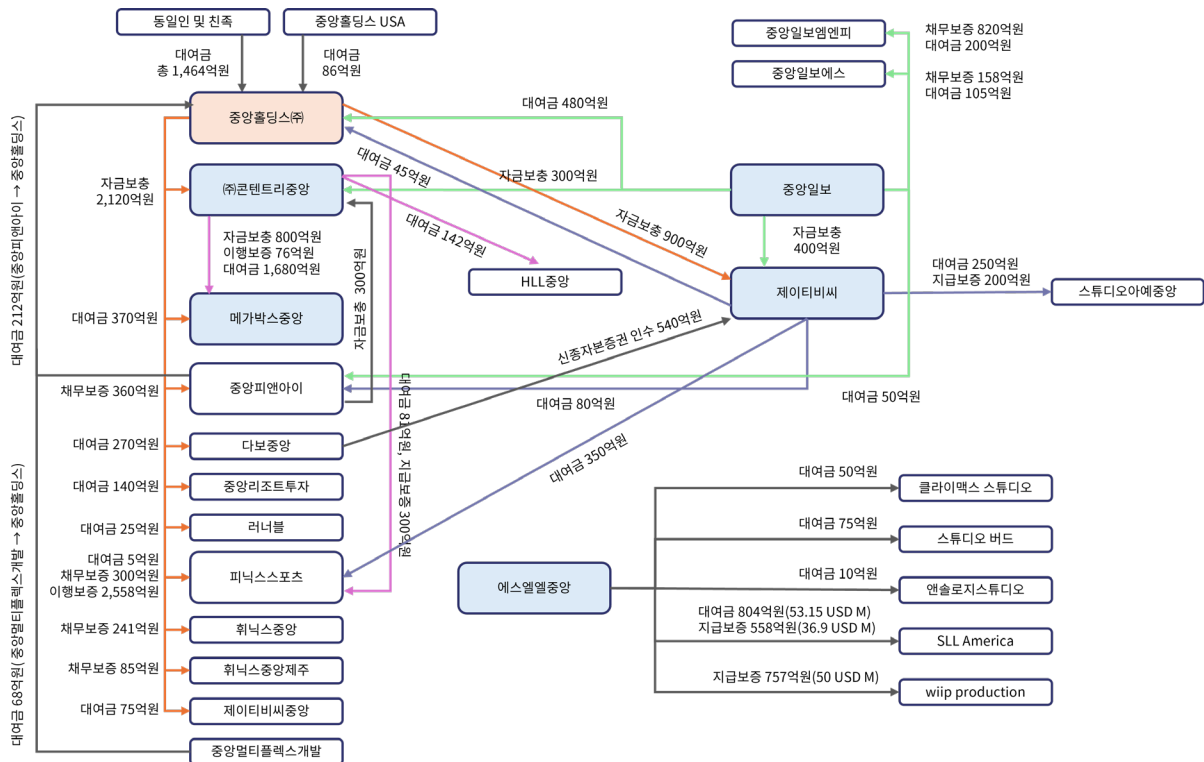 동일인 및 친족
중앙홀딩스 USA
중앙일보엠엔피
채무보증 820억원
대여금 200억원
대여금
총 1,464억원
대여금
86억원
중앙일보에스
채무보증 158억원
대여금 105억원
중앙홀딩스㈜
대여금 480억원
대여금 45억원
대여금 212억원(중앙피앤아이 → 중앙홀딩스)
자금보충
2,120억원
㈜콘텐트리중앙
자금보충 300억원
중앙일보
자금보충 800억원
이행보증 76억원
대여금 1,680억원
대여금 142억원
자금보충 900억원
자금보충
400억원
자금보충 300억원
HLL중앙
제이티비씨
대여금 250억원
지급보증 200억원
스튜디오아예중앙
대여금 370억원
메가박스중앙
신종자본증권 인수 540억원
채무보증 360억원
중앙피앤아이
대여금 81억원, 지급보증 300억원
대여금 80억원
대여금 50억원
대여금 270억원
다보중앙
대여금 350억원
대여금 68억원( 중앙멀티플렉스개발 → 중앙홀딩스)
대여금 140억원
중앙리조트투자
대여금 50억원
클라이맥스 스튜디오
대여금 25억원
러너블
대여금 75억원
스튜디오 버드
대여금 5억원
채무보증 300억원
이행보증 2,558억원
피닉스스포츠
에스엘엘중앙
대여금 10억원
앤솔로지스튜디오
대여금 804억원(53.15 USD M)
지급보증 558억원(36.9 USD M)
SLL America
채무보증 241억원
휘닉스중앙
채무보증 85억원
휘닉스중앙제주
지급보증 757억원(50 USD M)
wiip production
대여금 75억원
제이티비씨중앙
중앙멀티플렉스개발